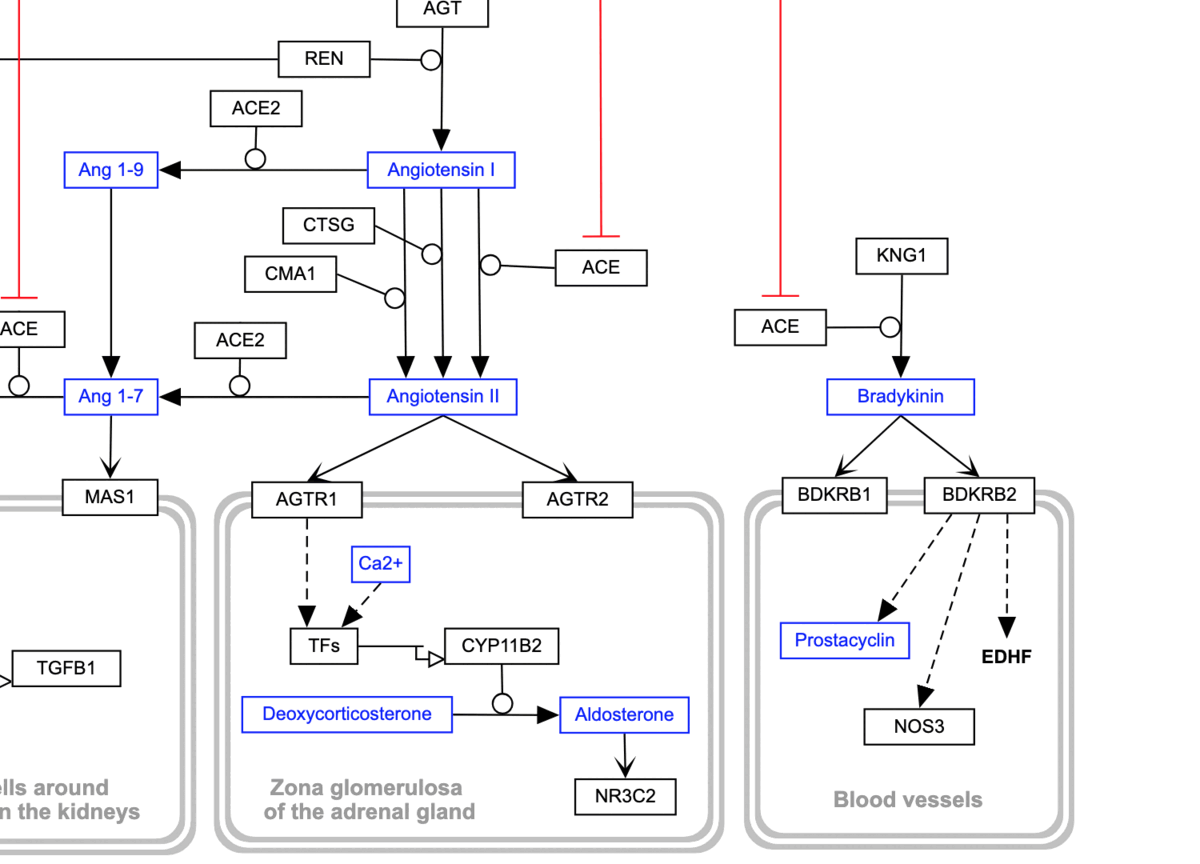 AGT
REN
ACE2
Ang 1-9
Angiotensin I
CTSG
KNG1
CMA1
ACE
ACE
ACE2
ACE
Ang 1-7
Angiotensin II
Bradykinin
MAS1
AGTR1
AGTR2
BDKRB1
BDKRB2
Ca2+
TFs
CYP11B2
Prostacyclin
EDHF
TGFB1
Deoxycorticosterone
Aldosterone
NOS3
ells around
n the kidneys
Zona glomerulosa
of the adrenal gland
NR3C2
Blood vessels